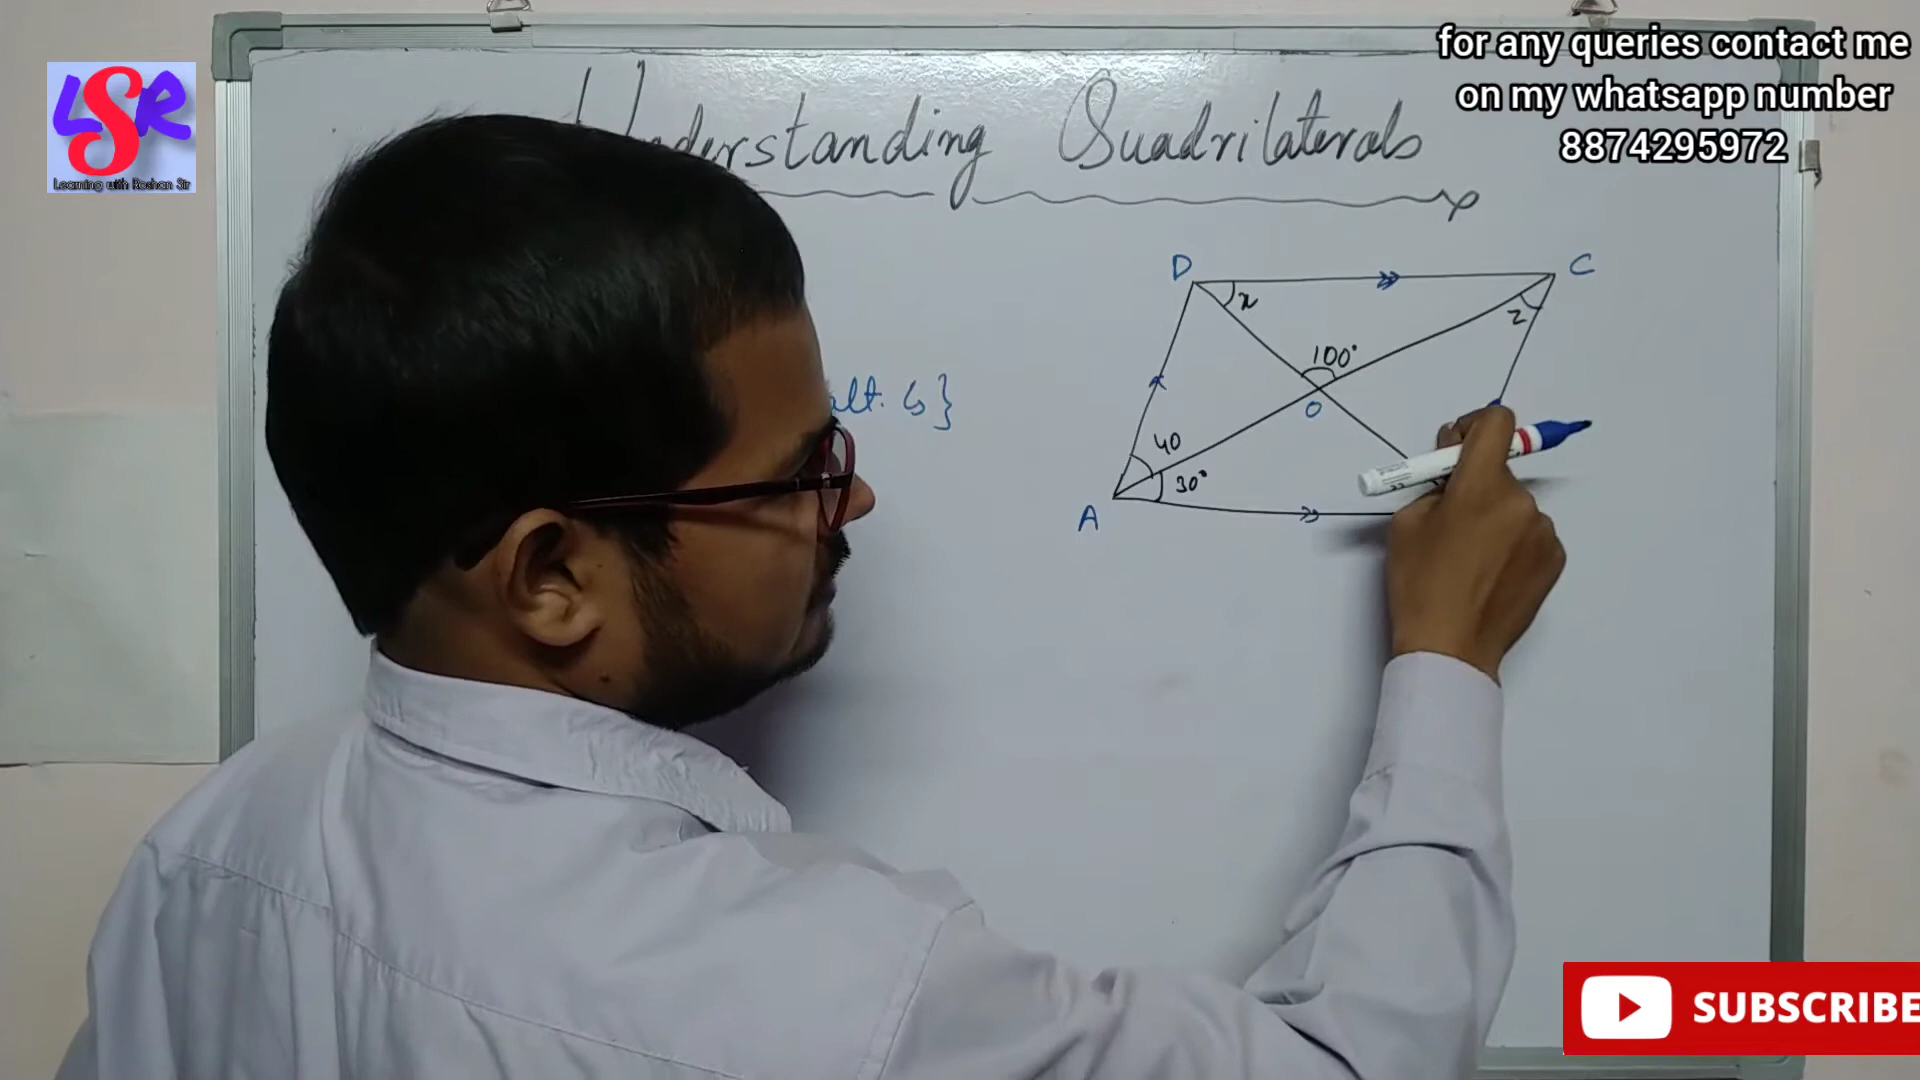 for any queries contact me
on my whatsapp number
8874295972
LSR
Learning with Roshan Sir
Understanding Quadrilaterals
D
C
x
z
100°
O
alt. ∠s}
40
30°
A
SUBSCRIBE